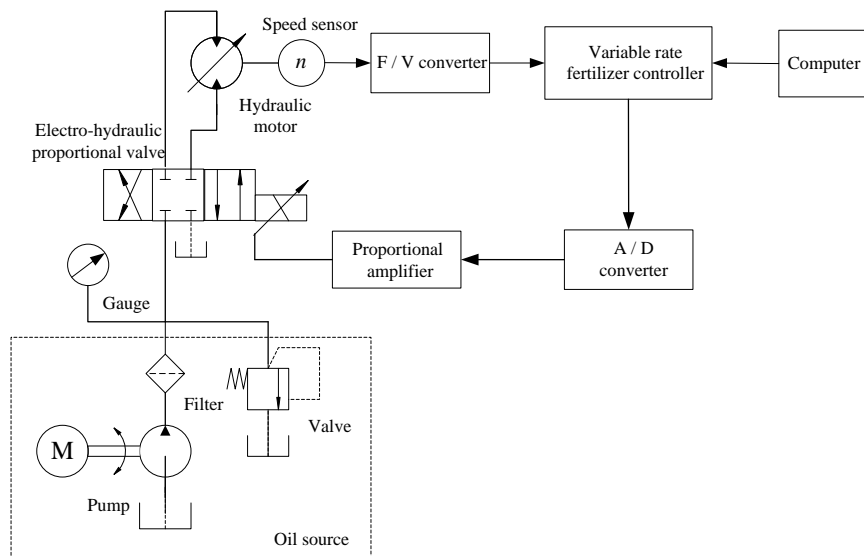 Speed sensor
n
F / V converter
Variable rate
fertilizer controller
Computer
Hydraulic
motor
Electro-hydraulic
proportional valve
Proportional
amplifier
A / D
converter
Gauge
Filter
Valve
M
Pump
Oil source